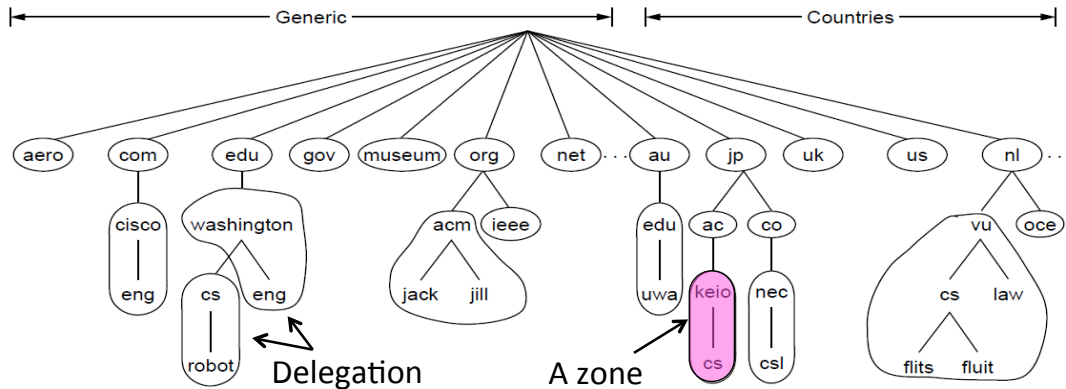 Generic Countries
aero com edu gov museum org net ... au jp uk us nl ...
cisco washington acm ieee edu ac co vu oce
eng cs eng jack jill uwa keio nec cs law
robot cs csl flits fluit
Delegation A zone